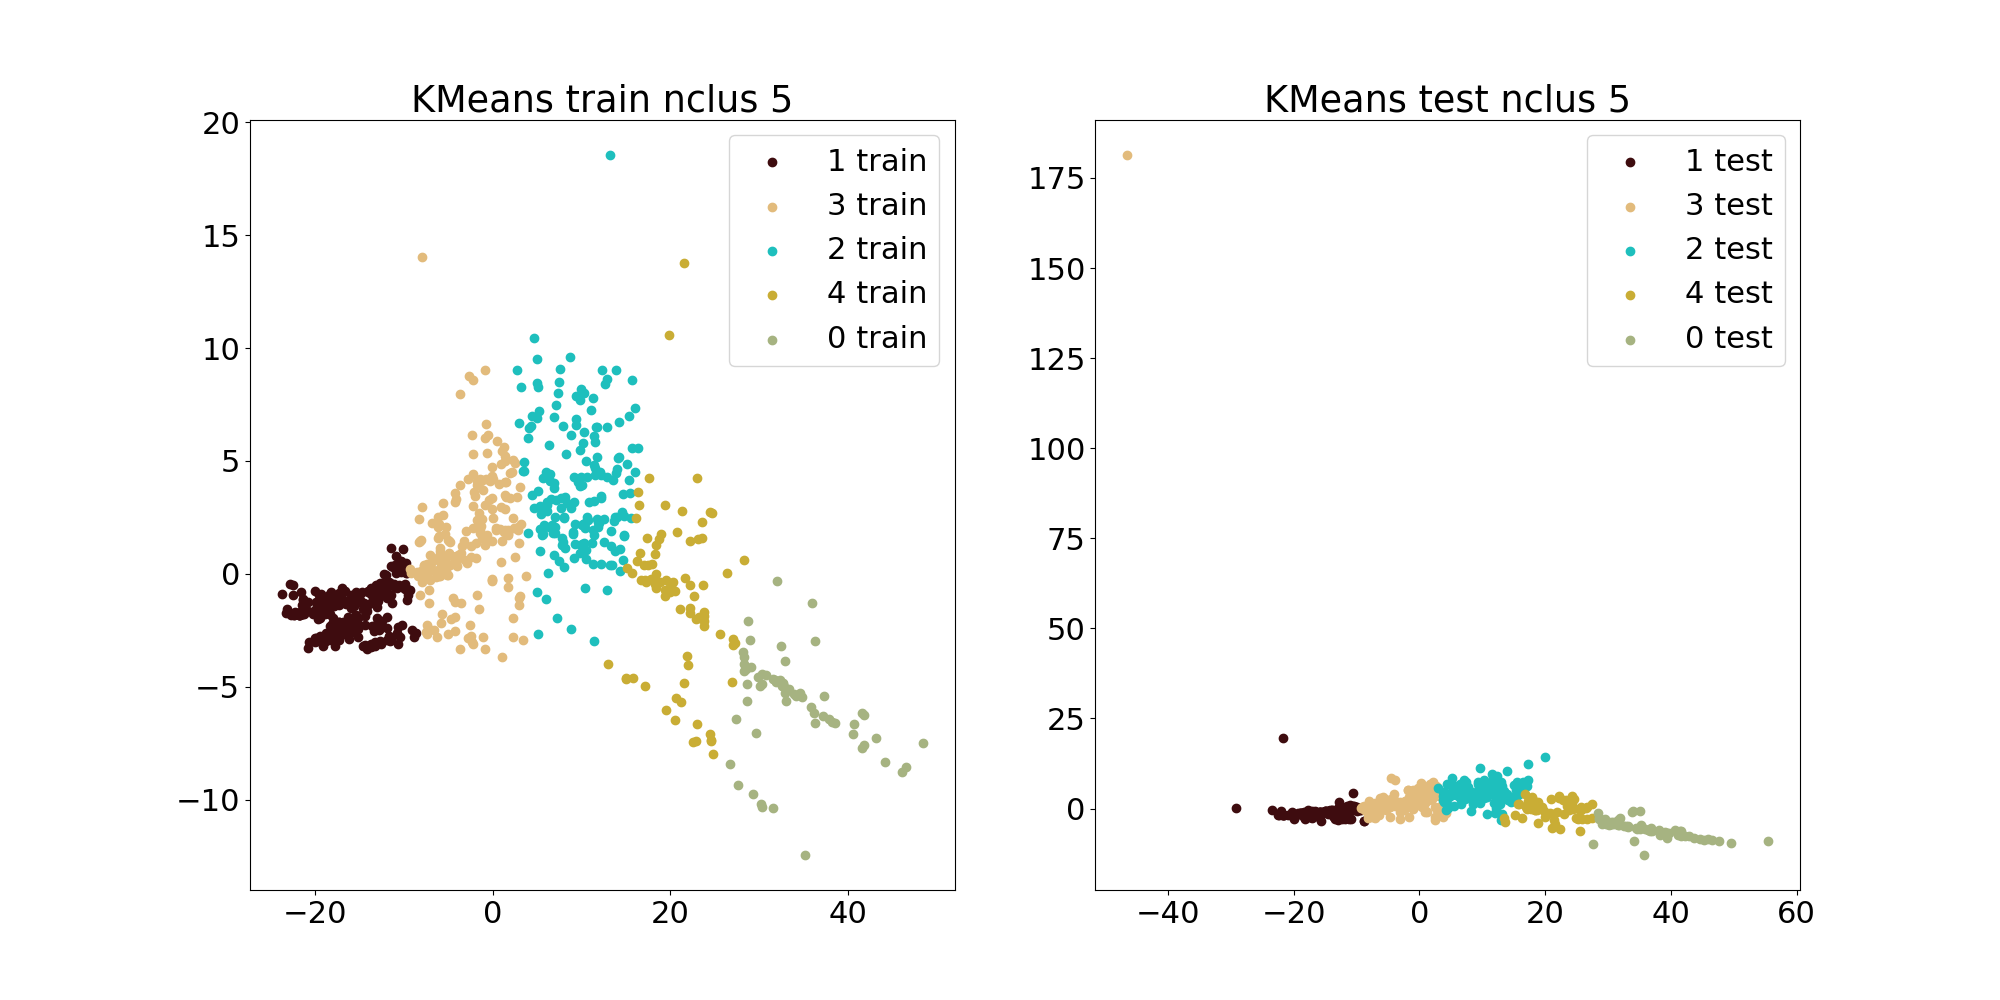 KMeans train nclus 5
20
15
10
5
0
−5
−10
−20
0
20
40
1 train
3 train
2 train
4 train
0 train
KMeans test nclus 5
175
150
125
100
75
50
25
0
−40
−20
0
20
40
60
1 test
3 test
2 test
4 test
0 test